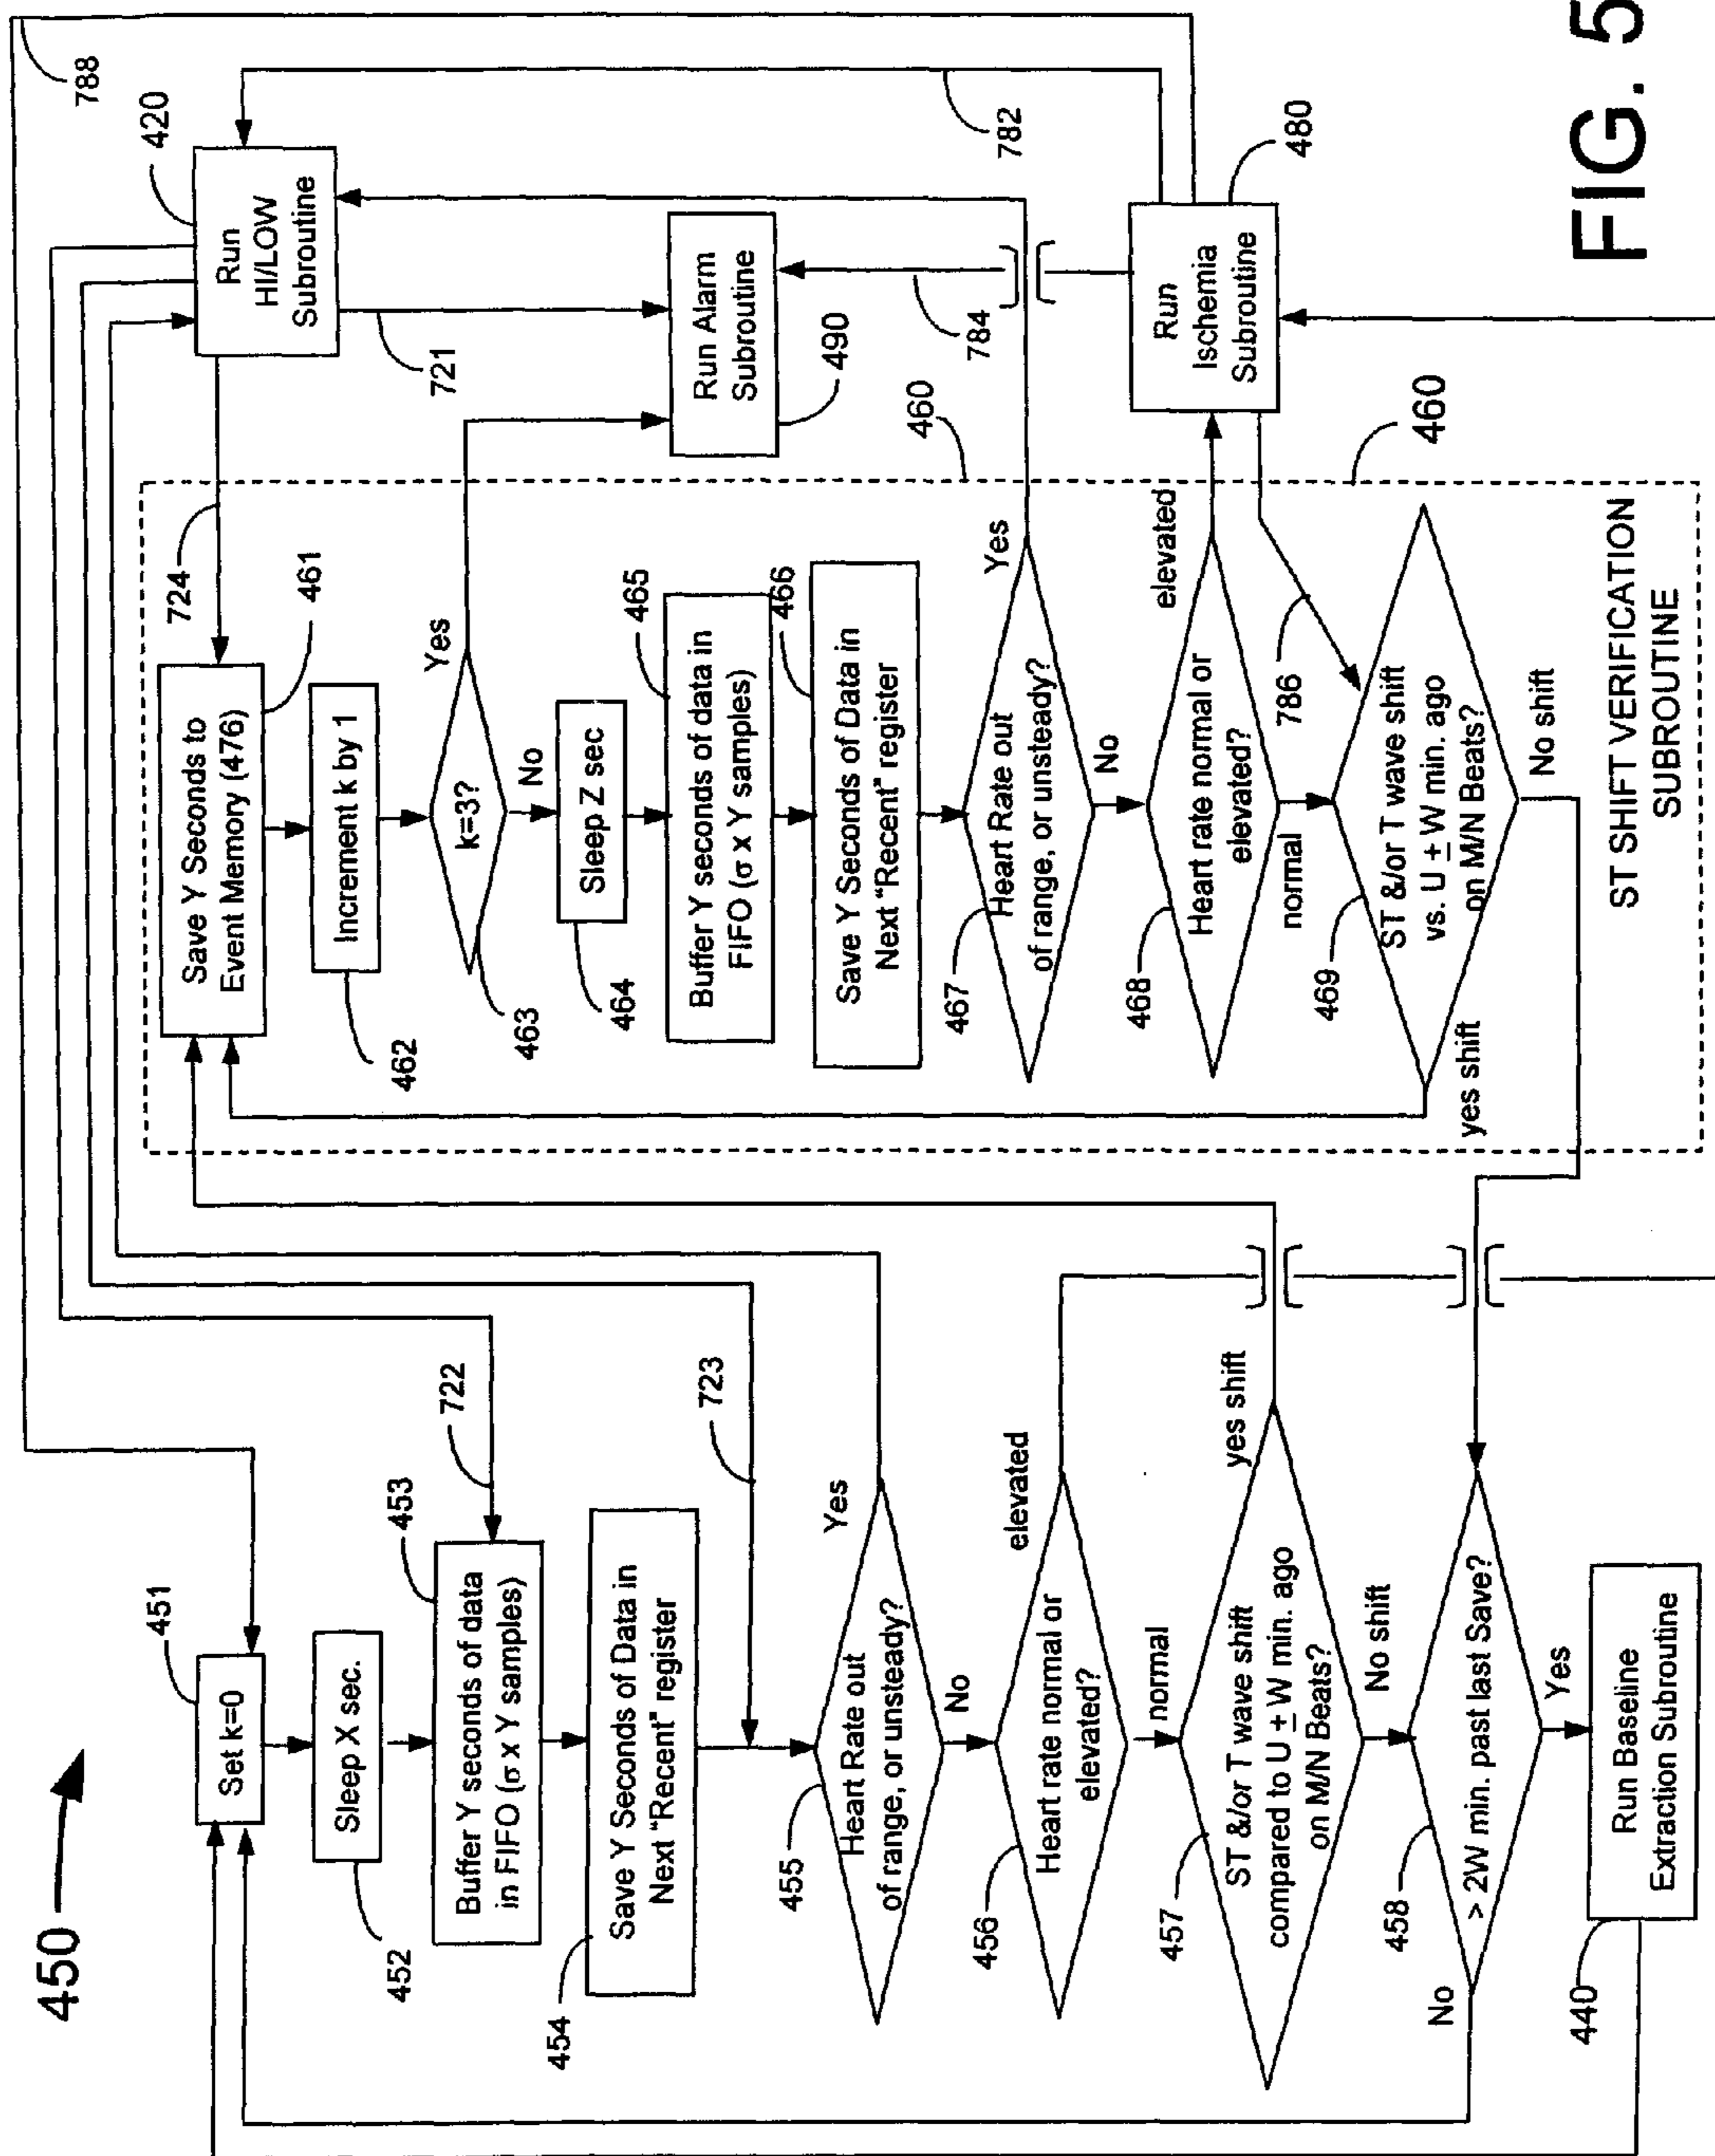 450
451
Set k=0
Sleep X sec.
452
453
Buffer Y seconds of data
in FIFO (σ x Y samples)
722
454
Save Y Seconds of Data in
Next "Recent" register
723
455
Heart Rate out
of range, or unsteady?
Yes
No
456
Heart rate normal or
elevated?
elevated
normal
457
ST &/or T wave shift
compared to U ± W min. ago
on M/N Beats?
yes shift
No shift
458
> 2W min. past last Save?
No
Yes
440
Run Baseline
Extraction Subroutine
724
Save Y Seconds to
Event Memory (476)
461
Increment k by 1
462
k=3?
463
Yes
No
Sleep Z sec
464
465
Buffer Y seconds of data in
FIFO (σ x Y samples)
466
Save Y Seconds of Data in
Next "Recent" register
467
Heart Rate out
of range, or unsteady?
Yes
No
460
468
Heart rate normal or
elevated?
elevated
normal
469
ST &/or T wave shift
vs. U ± W min. ago
on M/N Beats?
yes shift
No shift
786
460
ST SHIFT VERIFICATION
SUBROUTINE
788
420
Run
HI/LOW
Subroutine
721
Run Alarm
Subroutine
490
784
782
Run
Ischemia
Subroutine
480
FIG. 5